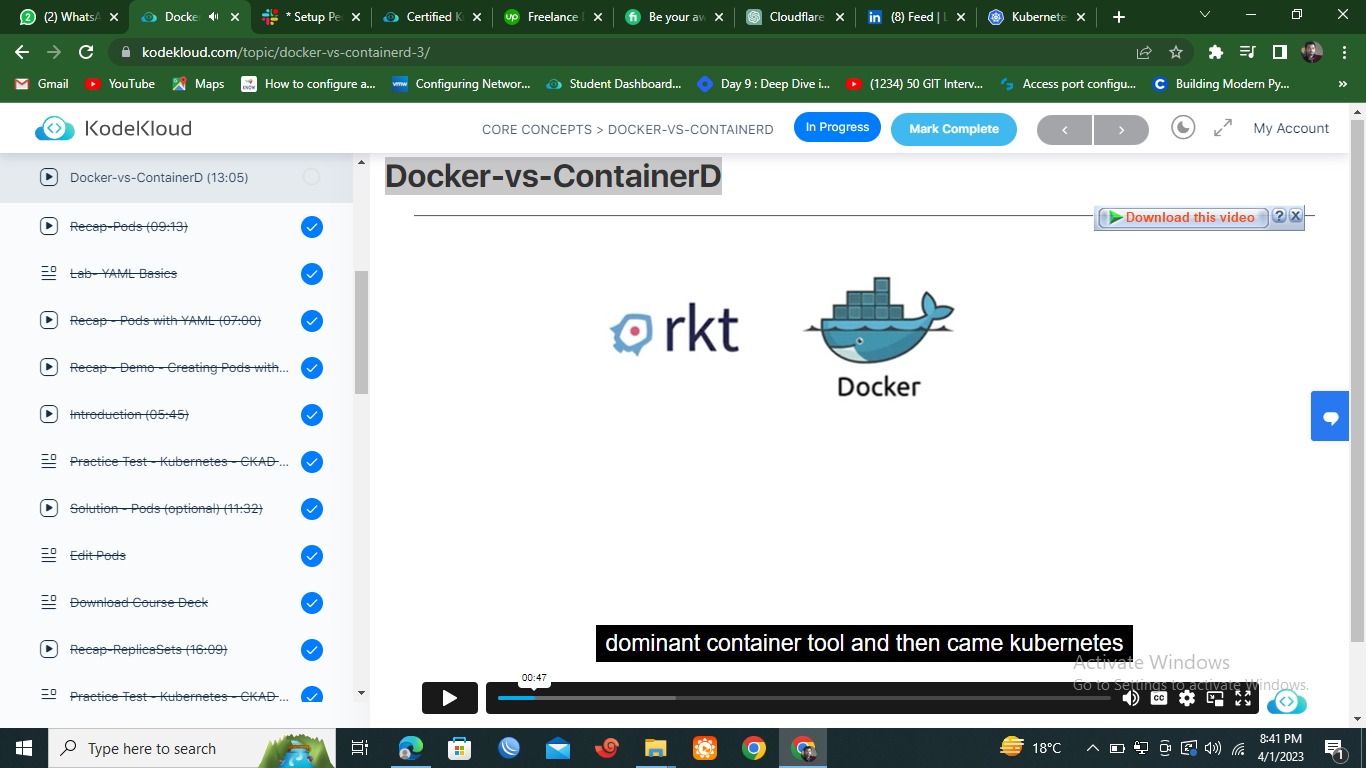 (2) WhatsA
Docke
* Setup Pe
Certified K
Freelance
Be your aw
Cloudflare
(8) Feed | L
Kubernete
kodekloud.com/topic/docker-vs-containerd-3/
Gmail
YouTube
Maps
How to configure a...
Configuring Networ...
Student Dashboard...
Day 9 : Deep Dive i...
(1234) 50 GIT Interv...
Access port configu...
Building Modern Py...
»
KodeKloud
CORE CONCEPTS > DOCKER-VS-CONTAINERD
In Progress
Mark Complete
My Account
Docker-vs-ContainerD (13:05)
Recap-Pods (09:13)
Lab- YAML Basics
Recap - Pods with YAML (07:00)
Recap - Demo - Creating Pods with...
Introduction (05:45)
Practice Test - Kubernetes - CKAD ...
Solution - Pods (optional) (11:32)
Edit Pods
Download Course Deck
Recap-ReplicaSets (16:09)
Practice Test - Kubernetes - CKAD ...
Docker-vs-ContainerD
Download this video
rkt
Docker
dominant container tool and then came kubernetes
00:47
Activate Windows
Go to Settings to activate Windows.
Type here to search
18°C
8:41 PM
4/1/2023
1